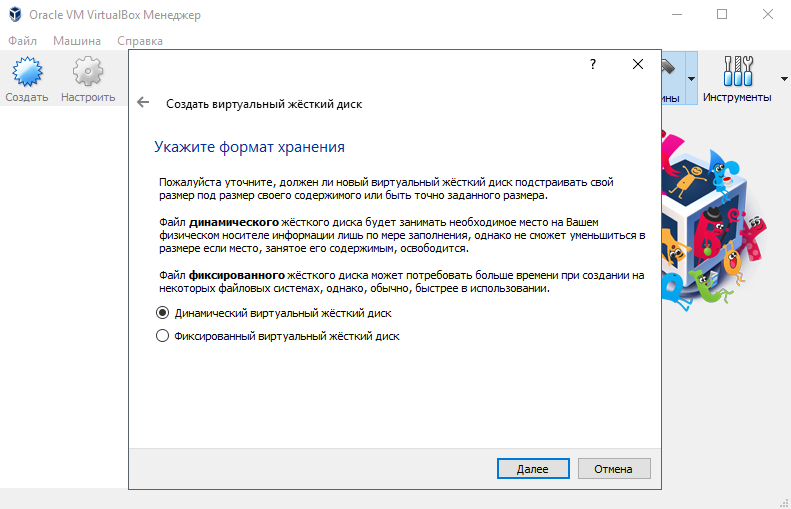 Oracle VM VirtualBox Менеджер
Файл Машина Справка
Создать Настроить
ины Инструменты
?
Создать виртуальный жёсткий диск
Укажите формат хранения
Пожалуйста уточните, должен ли новый виртуальный жёсткий диск подстраивать свой
размер под размер своего содержимого или быть точно заданного размера.
Файл динамического жёсткого диска будет занимать необходимое место на Вашем
физическом носителе информации лишь по мере заполнения, однако не сможет уменьшиться в
размере если место, занятое его содержимым, освободится.
Файл фиксированного жёсткого диска может потребовать больше времени при создании на
некоторых файловых системах, однако, обычно, быстрее в использовании.
Динамический виртуальный жёсткий диск
Фиксированный виртуальный жёсткий диск
Далее Отмена